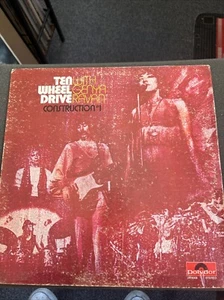 TEN WITH
WHEEL GENYA
DRIVE RAVAN
CONSTRUCTION #1
Polydor